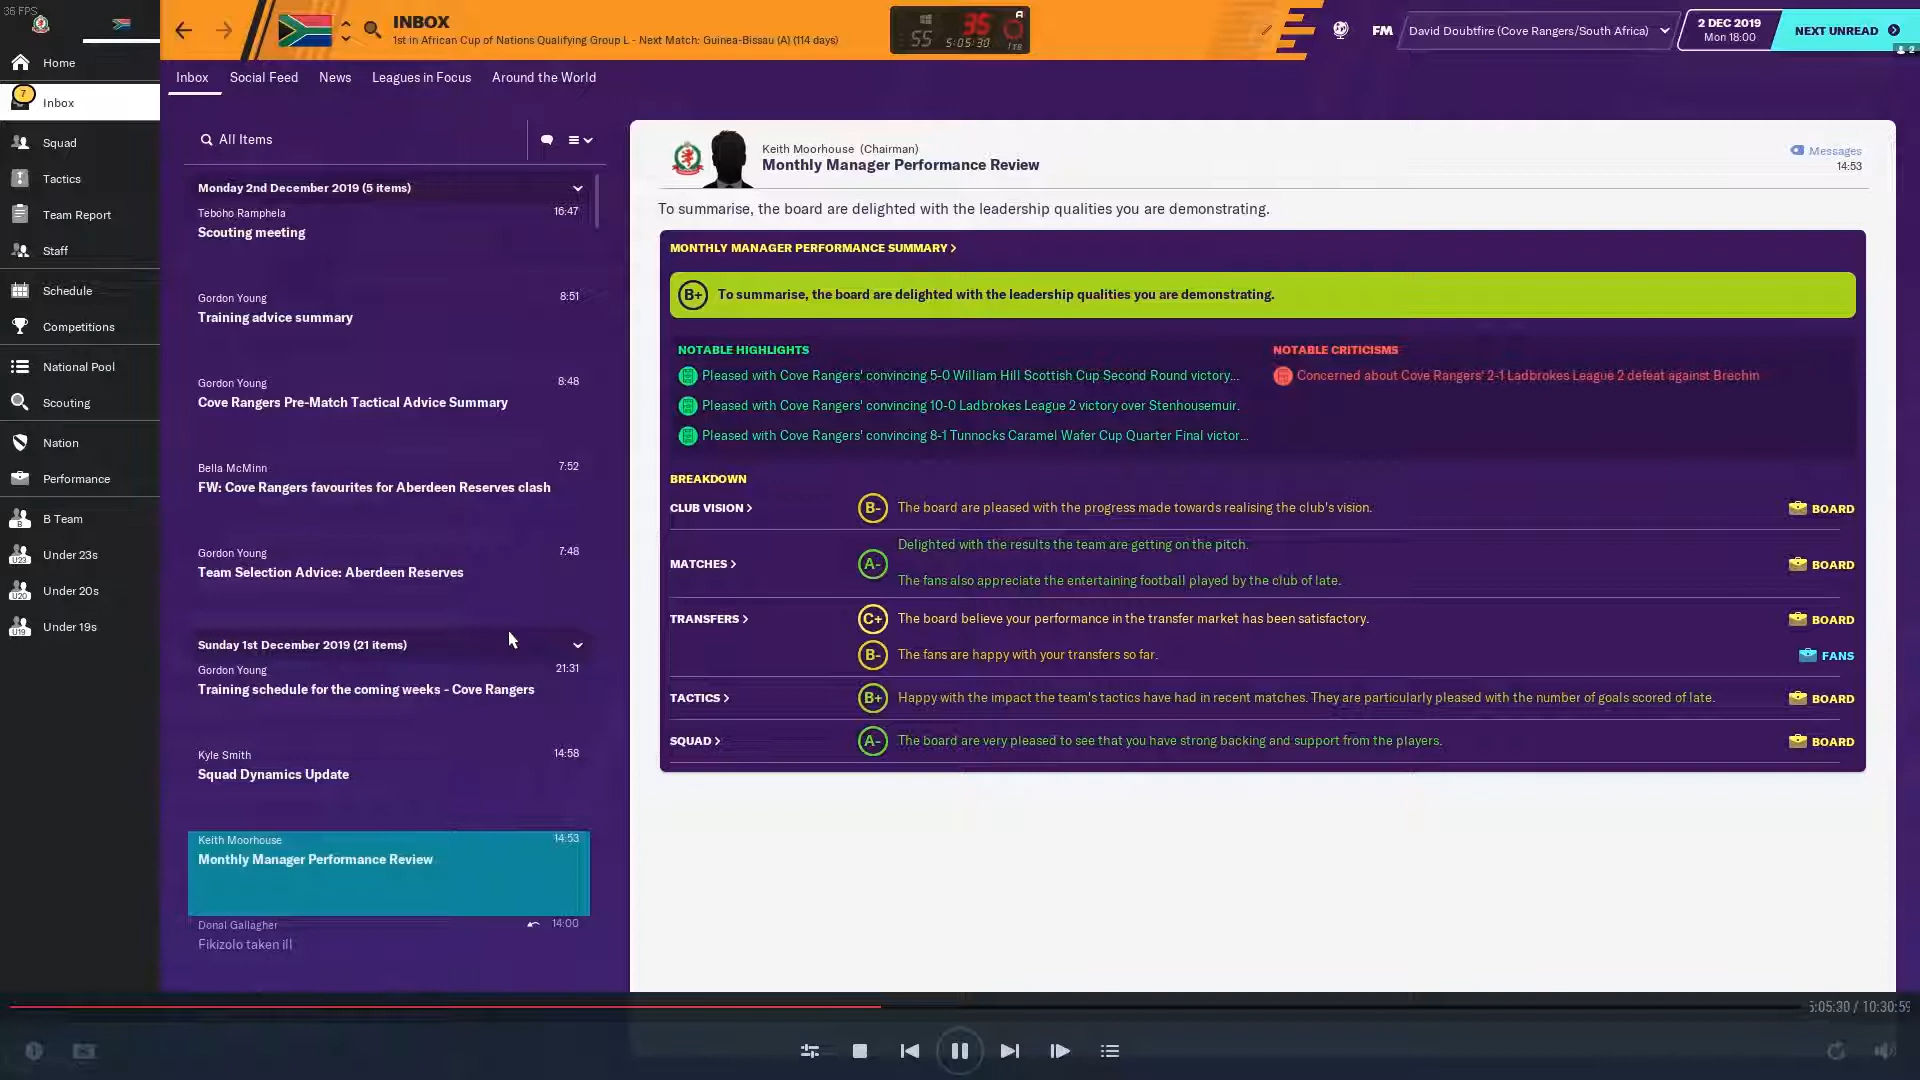 36 FPS
INBOX
1st in African Cup of Nations Qualifying Group L - Next Match: Guinea-Bissau (A) (114 days)
35
55
5:05:30
A
1TB
FM
David Doubtfire (Cove Rangers/South Africa)
2 DEC 2019
Mon 18:00
NEXT UNREAD
2
Home
7
Inbox
Squad
Tactics
Team Report
Staff
Schedule
Competitions
National Pool
Scouting
Nation
Performance
B
B Team
U23
Under 23s
U20
Under 20s
U19
Under 19s
Inbox
Social Feed
News
Leagues in Focus
Around the World
All Items
Monday 2nd December 2019 (5 items)
Teboho Ramphela 16:47
Scouting meeting
Gordon Young 8:51
Training advice summary
Gordon Young 8:48
Cove Rangers Pre-Match Tactical Advice Summary
Bella McMinn 7:52
FW: Cove Rangers favourites for Aberdeen Reserves clash
Gordon Young 7:48
Team Selection Advice: Aberdeen Reserves
Sunday 1st December 2019 (21 items)
Gordon Young 21:31
Training schedule for the coming weeks - Cove Rangers
Kyle Smith 14:58
Squad Dynamics Update
Keith Moorhouse 14:53
Monthly Manager Performance Review
Donal Gallagher 14:00
Fikizolo taken ill
Keith Moorhouse (Chairman)
Monthly Manager Performance Review
Messages
14:53
To summarise, the board are delighted with the leadership qualities you are demonstrating.
MONTHLY MANAGER PERFORMANCE SUMMARY >
B+ To summarise, the board are delighted with the leadership qualities you are demonstrating.
NOTABLE HIGHLIGHTS
Pleased with Cove Rangers' convincing 5-0 William Hill Scottish Cup Second Round victory...
Pleased with Cove Rangers' convincing 10-0 Ladbrokes League 2 victory over Stenhousemuir.
Pleased with Cove Rangers' convincing 8-1 Tunnocks Caramel Wafer Cup Quarter Final victor...
NOTABLE CRITICISMS
Concerned about Cove Rangers' 2-1 Ladbrokes League 2 defeat against Brechin
BREAKDOWN
CLUB VISION > B- The board are pleased with the progress made towards realising the club's vision. BOARD
Delighted with the results the team are getting on the pitch.
MATCHES > A- BOARD
The fans also appreciate the entertaining football played by the club of late.
TRANSFERS > C+ The board believe your performance in the transfer market has been satisfactory. BOARD
B- The fans are happy with your transfers so far. FANS
TACTICS > B+ Happy with the impact the team's tactics have had in recent matches. They are particularly pleased with the number of goals scored of late. BOARD
SQUAD > A- The board are very pleased to see that you have strong backing and support from the players. BOARD
5:05:30 / 10:30:59